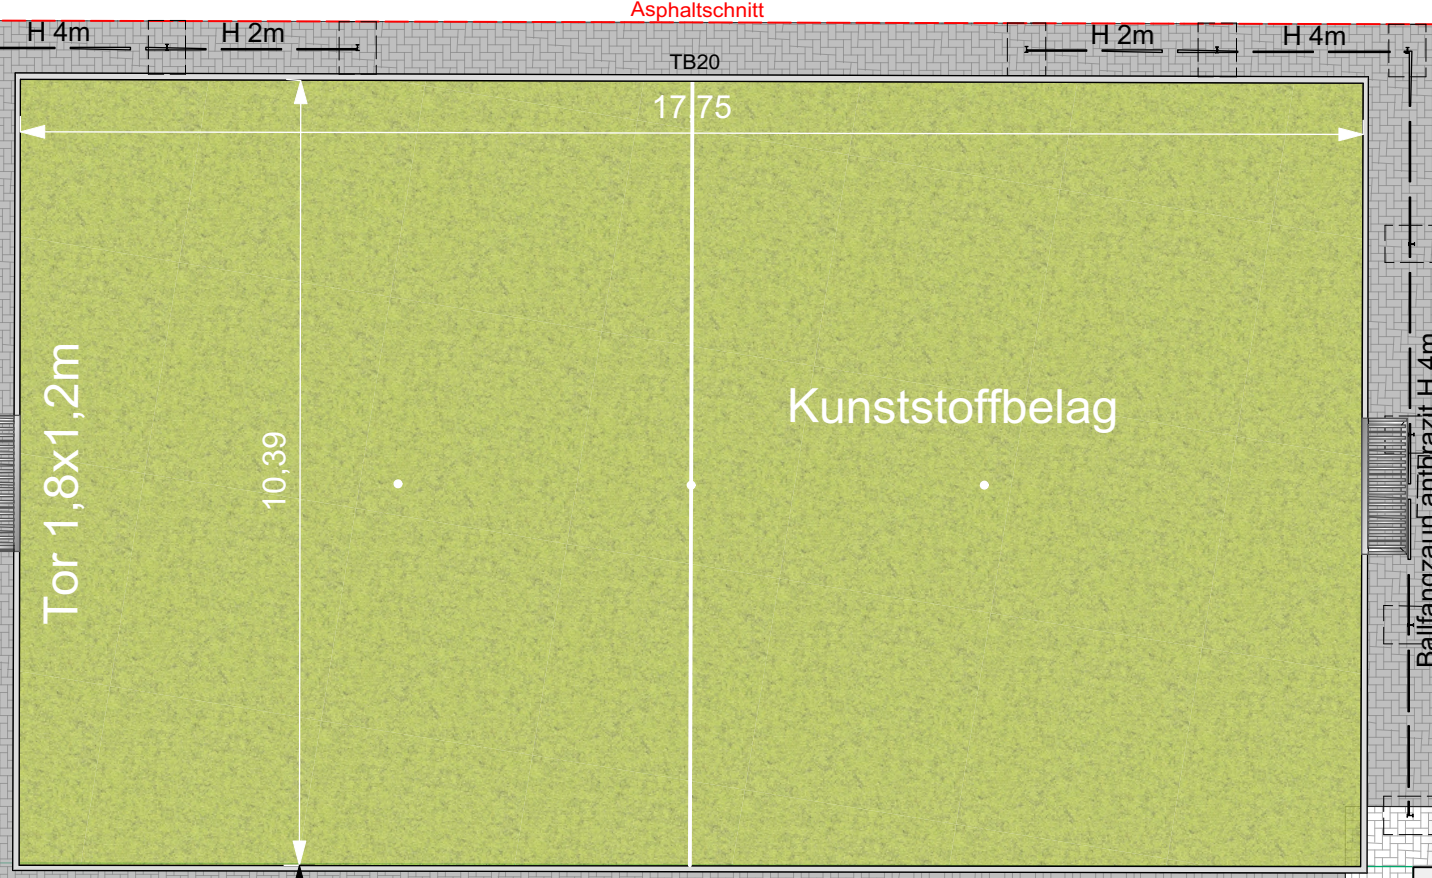 Asphaltschnitt
H 4m
H 2m
H 2m
H 4m
TB20
17,75
Tor 1,8x1,2m
10,39
Kunststoffbelag
Ballfangzaun anthrazit H 4m